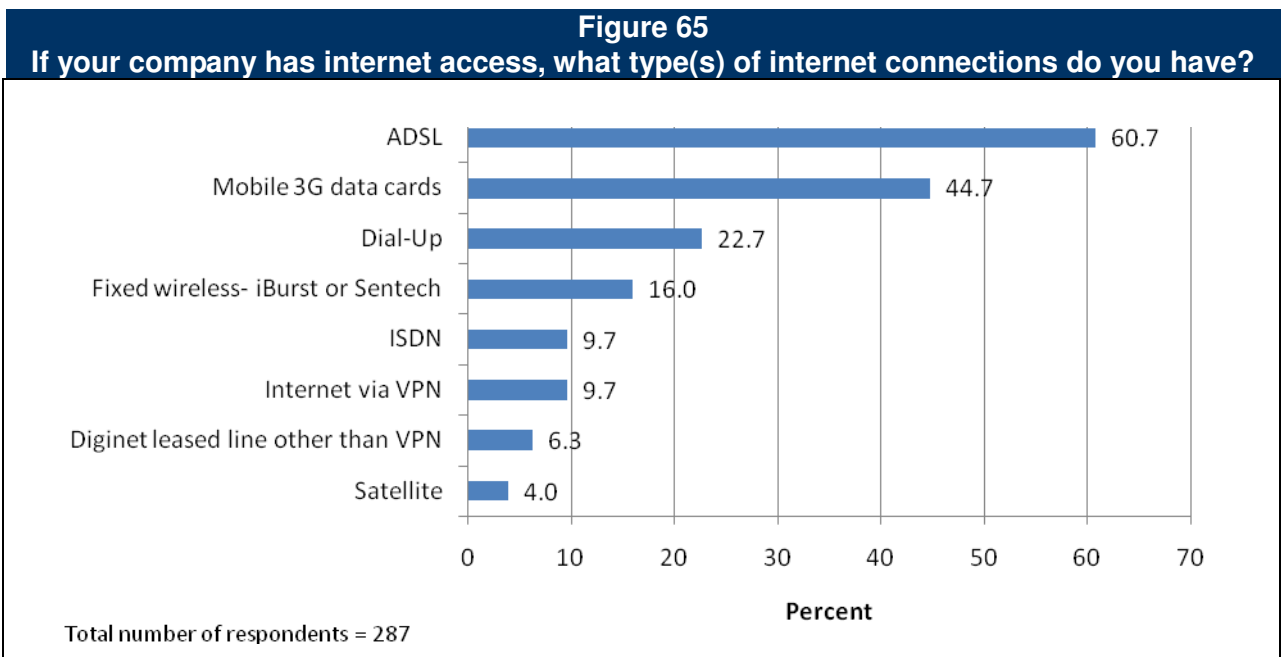 Figure 65
If your company has internet access, what type(s) of internet connections do you have?
ADSL 60.7
Mobile 3G data cards 44.7
Dial-Up 22.7
Fixed wireless- iBurst or Sentech 16.0
ISDN 9.7
Internet via VPN 9.7
Diginet leased line other than VPN 6.3
Satellite 4.0
0 10 20 30 40 50 60 70
Percent
Total number of respondents = 287